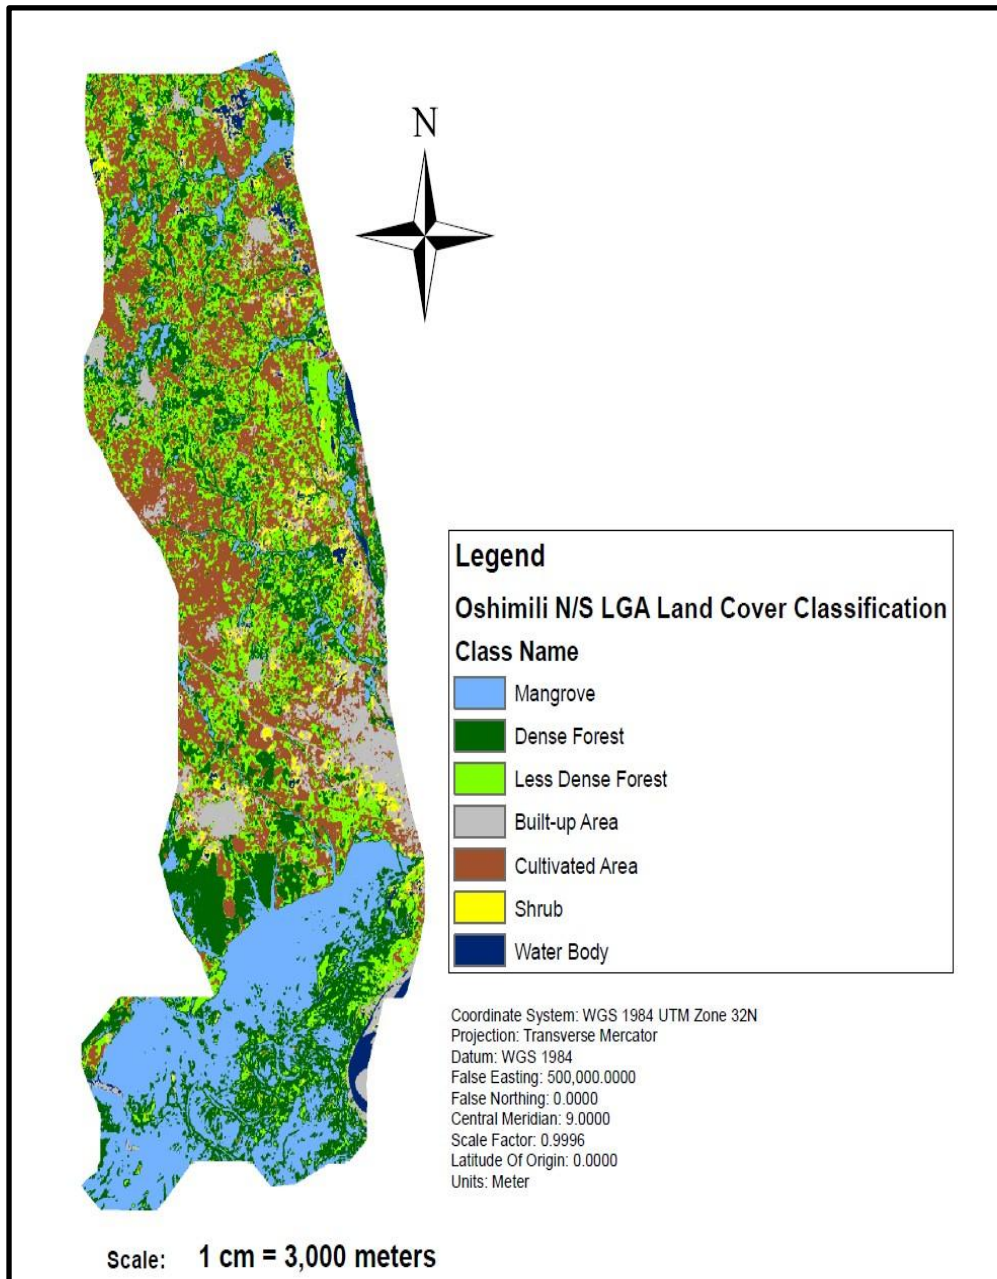 N
Legend
Oshimili N/S LGA Land Cover Classification
Class Name
Mangrove
Dense Forest
Less Dense Forest
Built-up Area
Cultivated Area
Shrub
Water Body
Coordinate System: WGS 1984 UTM Zone 32N
Projection: Transverse Mercator
Datum: WGS 1984
False Easting: 500,000.0000
False Northing: 0.0000
Central Meridian: 9.0000
Scale Factor: 0.9996
Latitude Of Origin: 0.0000
Units: Meter
Scale: 1 cm = 3,000 meters